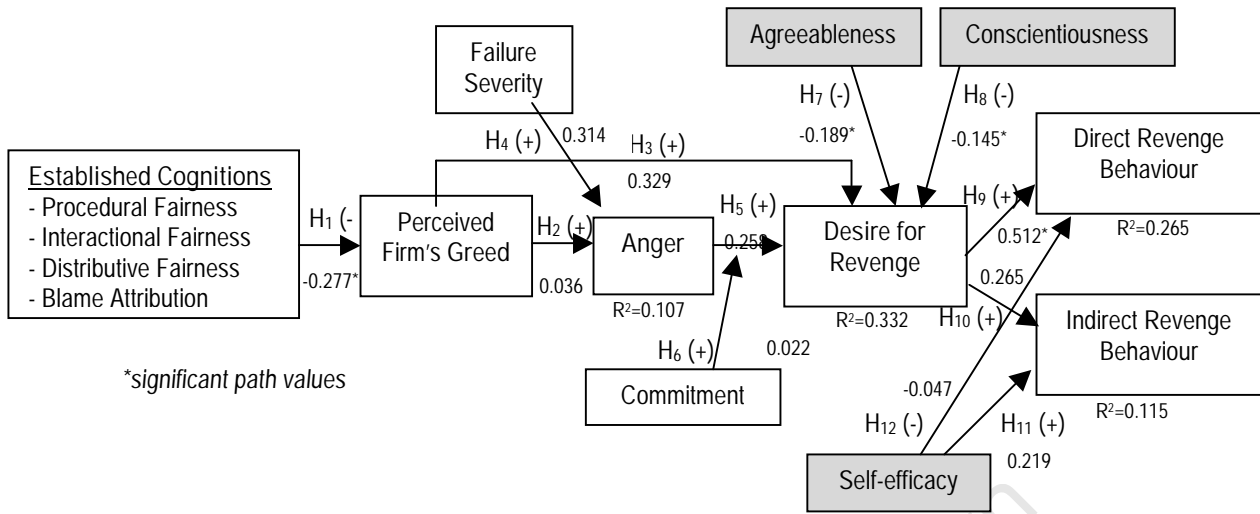 Agreeableness
Conscientiousness
Failure
Severity
H7 (-)
H8 (-)
-0.189*
-0.145*
H4 (+)
0.314
H3 (+)
0.329
Direct Revenge
Behaviour
R2=0.265
Established Cognitions
- Procedural Fairness
- Interactional Fairness
- Distributive Fairness
- Blame Attribution
H1 (-
-0.277*
Perceived
Firm's Greed
H2 (+)
0.036
Anger
R2=0.107
H5 (+)
0.258
Desire for
Revenge
R2=0.332
H9 (+)
0.512*
0.265
H10 (+)
Indirect Revenge
Behaviour
R2=0.115
H6 (+)
0.022
Commitment
*significant path values
-0.047
H12 (-)
H11 (+)
0.219
Self-efficacy